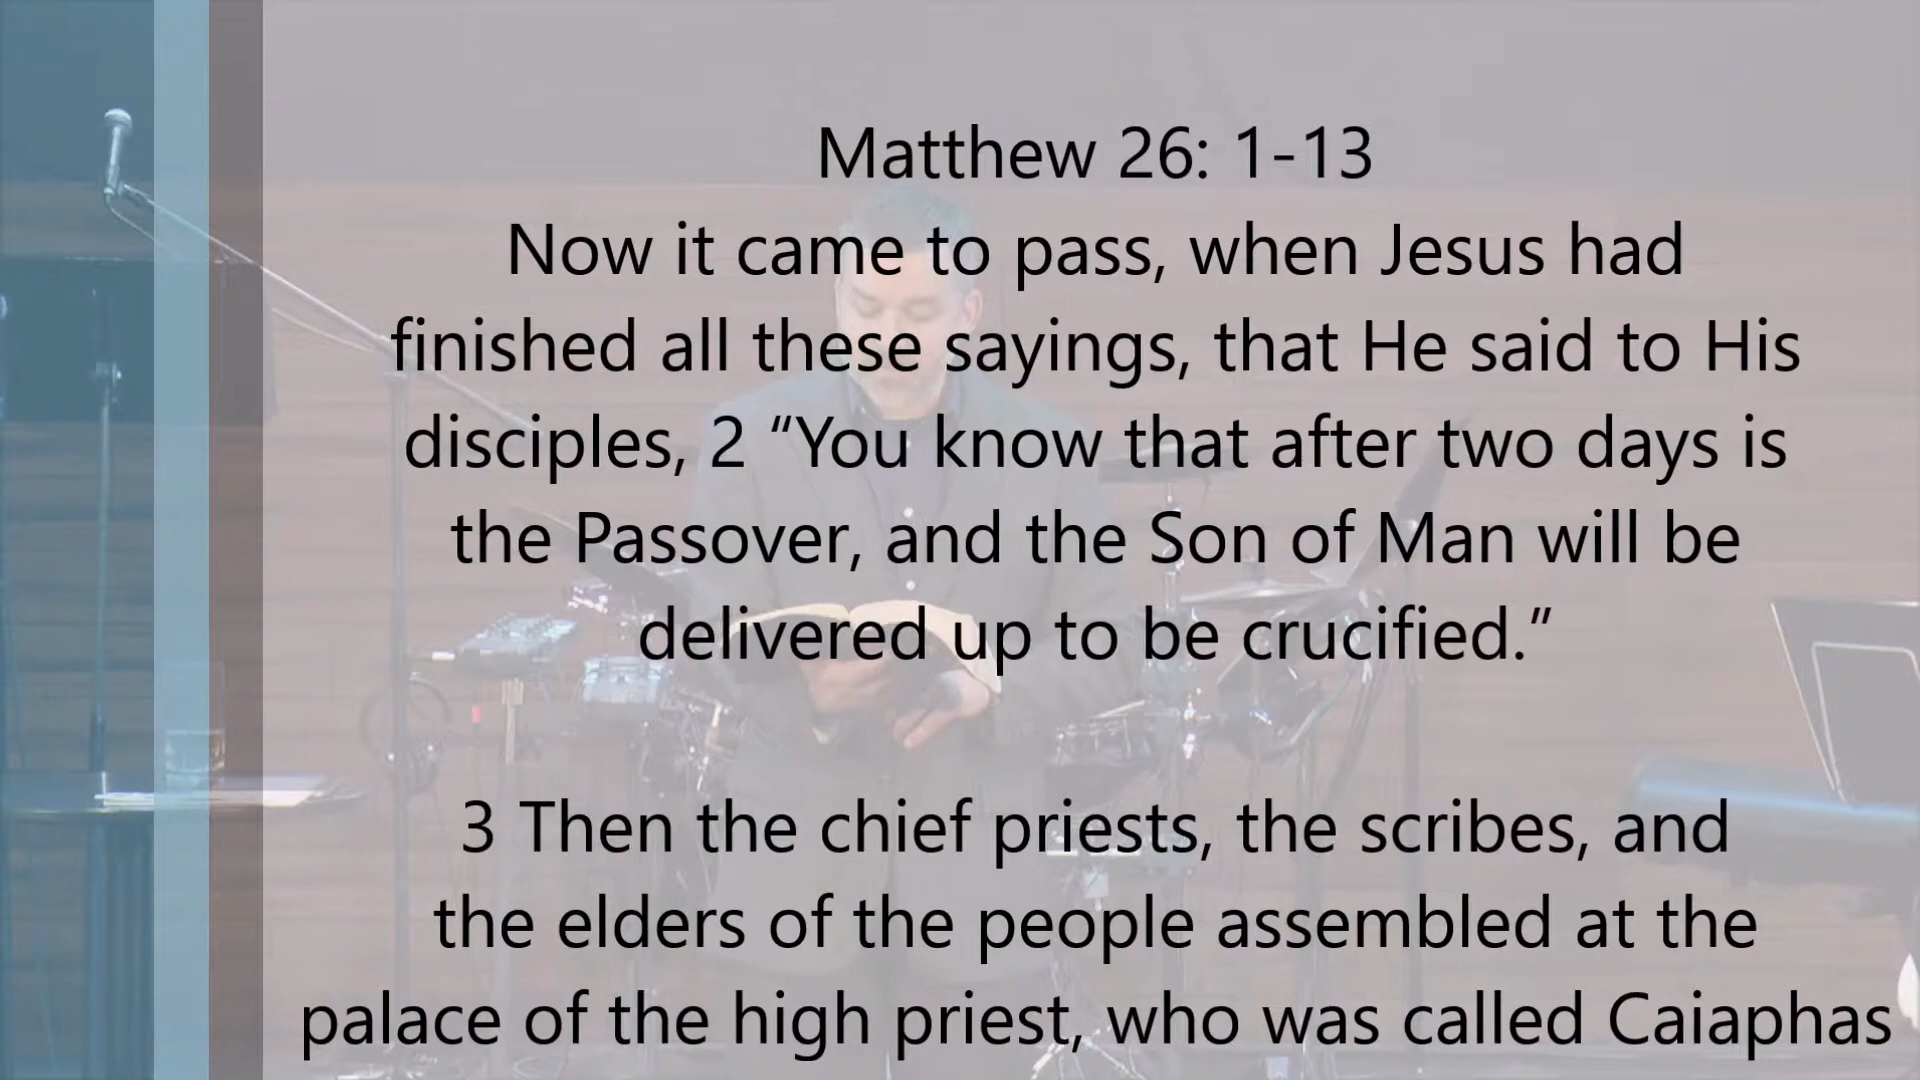 Matthew 26: 1-13
Now it came to pass, when Jesus had
finished all these sayings, that He said to His
disciples, 2 “You know that after two days is
the Passover, and the Son of Man will be
delivered up to be crucified.”
3 Then the chief priests, the scribes, and
the elders of the people assembled at the
palace of the high priest, who was called Caiaphas